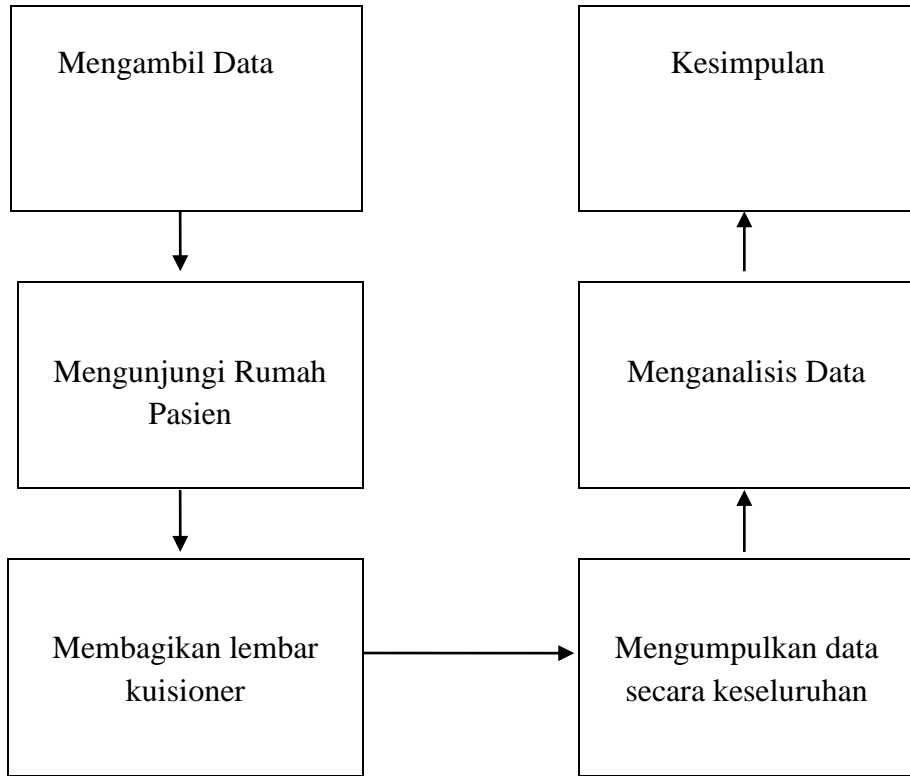 Mengambil Data
Mengunjungi Rumah
Pasien
Membagikan lembar
kuisioner
Mengumpulkan data
secara keseluruhan
Menganalisis Data
Kesimpulan